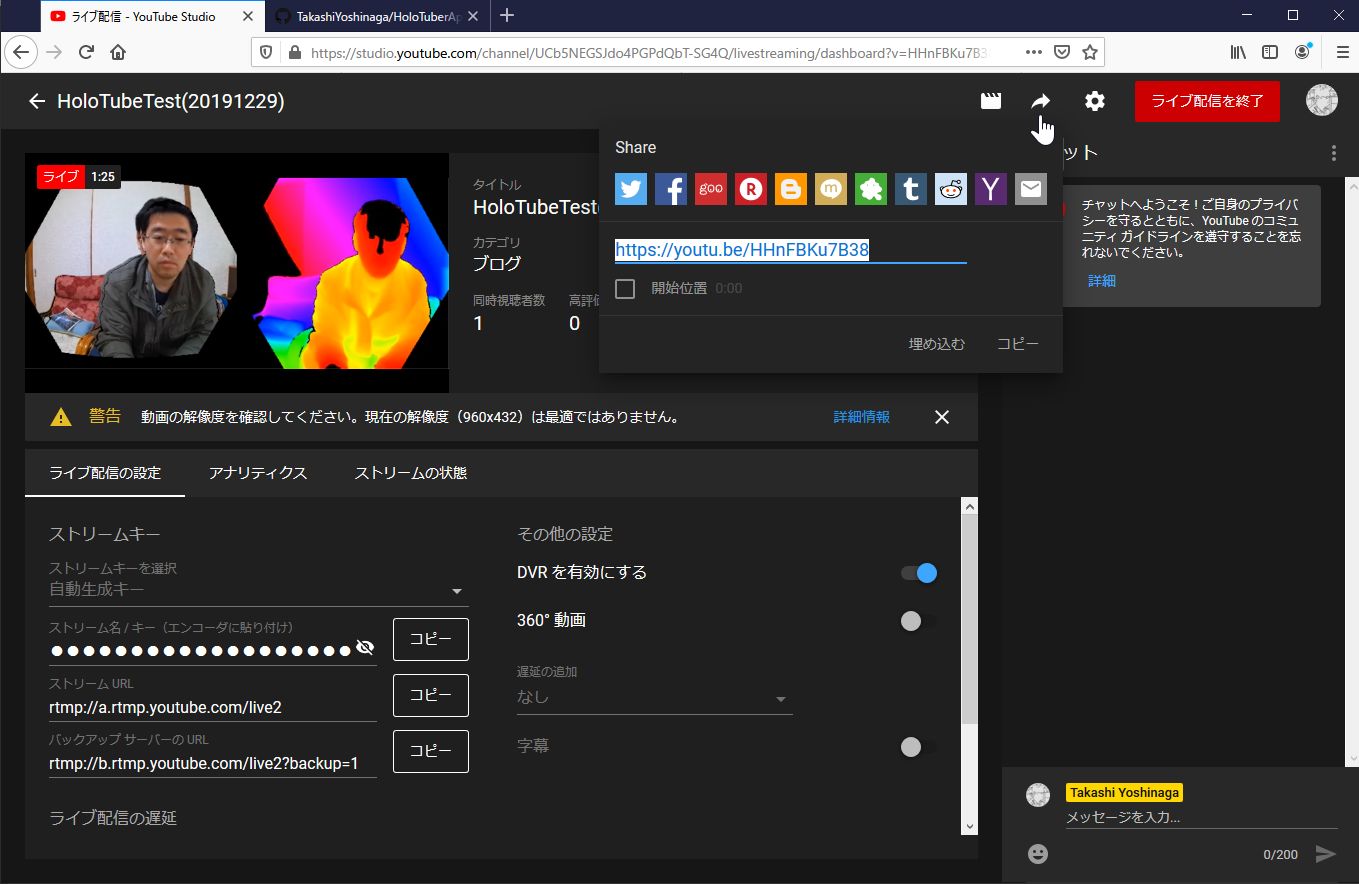 ライブ配信 - YouTube Studio
TakashiYoshinaga/HoloTuberAp
https://studio.youtube.com/channel/UCb5NEGSJdo4PGPdQbT-SG4Q/livestreaming/dashboard?v=HHnFBKu7B3
HoloTubeTest(20191229)
ライブ配信を終了
ライブ 1:25
タイトル
HoloTubeTest
カテゴリ
ブログ
同時視聴者数 高評価
1 0
Share
goo
https://youtu.be/HHnFBKu7B38
開始位置 0:00
埋め込む コピー
ット
チャットへようこそ！ご自身のプライバ
シーを守るとともに、YouTube のコミュ
ニティ ガイドラインを遵守することを忘
れないでください。
詳細
警告 動画の解像度を確認してください。現在の解像度（960x432）は最適ではありません。 詳細情報
ライブ配信の設定 アナリティクス ストリームの状態
ストリームキー
ストリームキーを選択
自動生成キー
ストリーム名 / キー（エンコーダに貼り付け）
●●●●●●●●●●●●●●●●●●●
コピー
ストリーム URL
rtmp://a.rtmp.youtube.com/live2
コピー
バックアップ サーバーの URL
rtmp://b.rtmp.youtube.com/live2?backup=1
コピー
ライブ配信の遅延
その他の設定
DVR を有効にする
360° 動画
遅延の追加
なし
字幕
Takashi Yoshinaga
メッセージを入力...
0/200